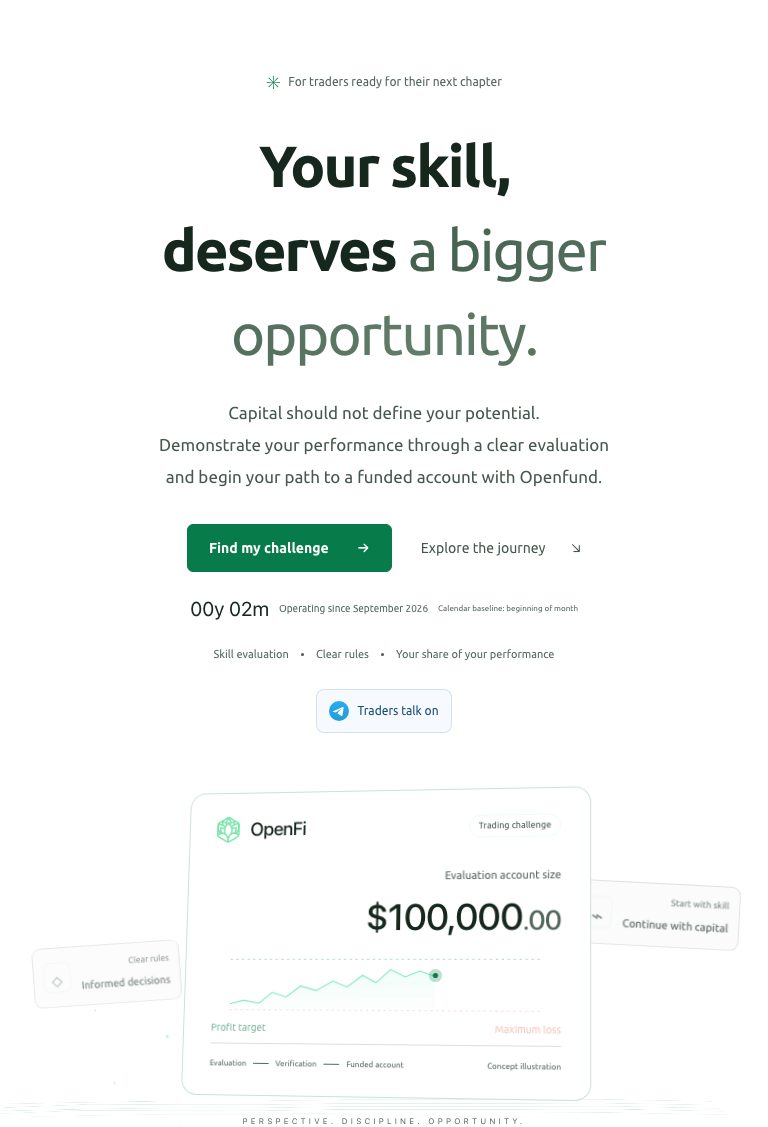 For traders ready for their next chapter
Your skill,
deserves a bigger
opportunity.
Capital should not define your potential.
Demonstrate your performance through a clear evaluation
and begin your path to a funded account with Openfund.
Find my challenge
Explore the journey
00y 02m Operating since September 2026 Calendar baseline: beginning of month
Skill evaluation • Clear rules • Your share of your performance
Traders talk on
OpenFi
Trading challenge
Evaluation account size
$100,000.00
Start with skill
Continue with capital
Clear rules
Informed decisions
Profit target
Maximum loss
Evaluation — Verification — Funded account
Concept illustration
PERSPECTIVE. DISCIPLINE. OPPORTUNITY.